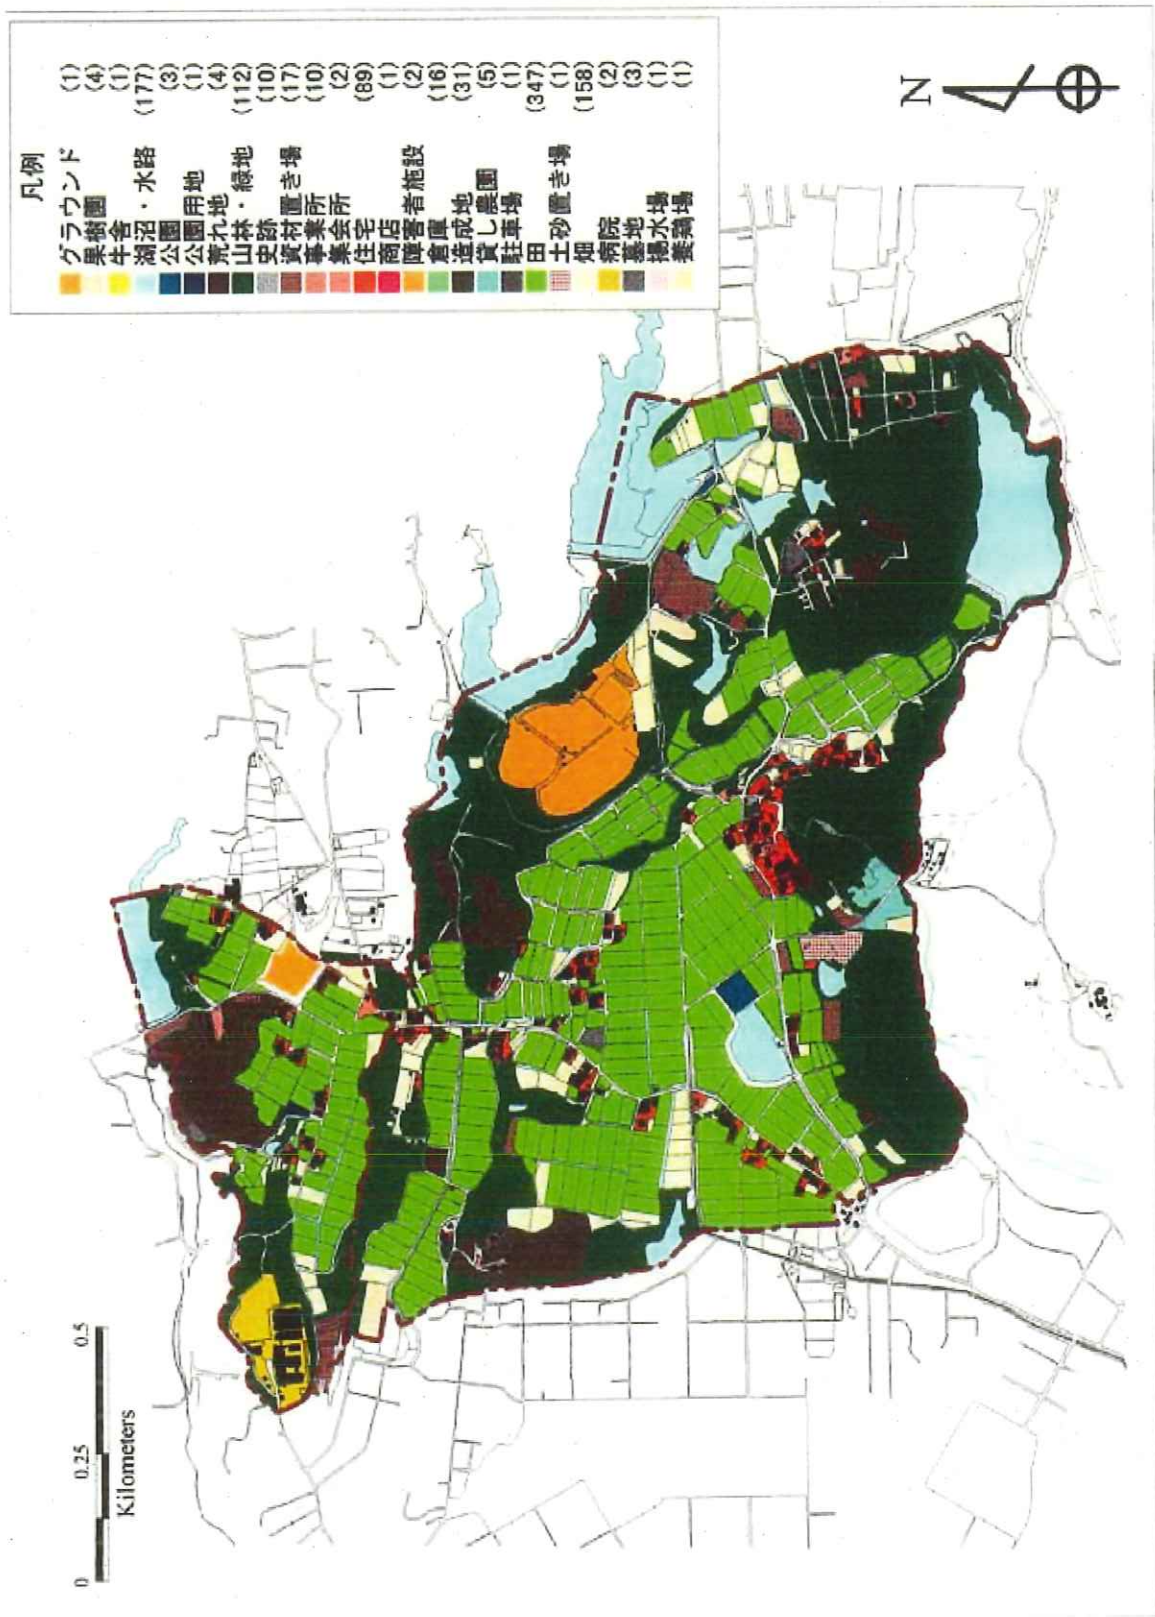 凡例
グラウンド (1)
果樹園 (4)
牛舎 (1)
湖沼・水路 (177)
公園 (3)
公園用地 (1)
荒れ地 (4)
山林・緑地 (112)
史跡 (10)
資材置き場 (17)
事業所 (10)
集会所 (2)
住宅 (89)
商店 (1)
障害者施設 (2)
倉庫 (16)
造成地 (31)
貸し農園 (5)
駐車場 (1)
田 (347)
土砂置き場 (1)
畑 (158)
病院 (2)
墓地 (3)
揚水場 (1)
養鶏場 (1)
N
0 0.25 0.5
Kilometers